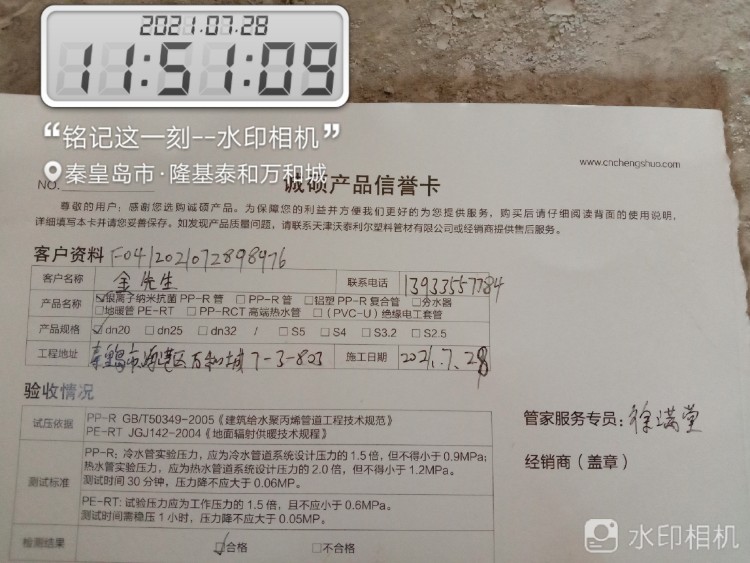 2021.07.28
11:51:09
“铭记这一刻--水印相机”
秦皇岛市·隆基泰和万和城
www.cnchengshuo.com
NO.
诚硕产品信誉卡
尊敬的用户：感谢您选购诚硕产品。为保障您的利益并方便我们更好的为您提供服务，购买后请仔细阅读背面的使用说明，
详细填写本卡并请您妥善保存。如发现产品质量问题，请联系天津沃泰利尔塑料管材有限公司或经销商提供售后服务。
客户资料 F0412021072898976
客户名称 金先生 联系电话 13933557784
产品名称 ☑银离子纳米抗菌 PP-R 管 □PP-R 管 □铝塑 PP-R 复合管 □分水器
□地暖管 PE-RT □PP-RCT 高端热水管 □(PVC-U) 绝缘电工套管
产品规格 ☑dn20 □dn25 □dn32 / □S5 □S4 □S3.2 □S2.5
工程地址 秦皇岛市海港区万和城 7-3-803 施工日期 2021.7.28
验收情况
试压依据 PP-R GB/T50349-2005《建筑给水聚丙烯管道工程技术规范》
PE-RT JGJ142-2004《地面辐射供暖技术规程》
管家服务专员：徐满堂
测试标准 PP-R；冷水管实验压力，应为冷水管道系统设计压力的 1.5 倍，但不得小于0.9MPa；
热水管实验压力，应为热水管道系统设计压力的 2.0 倍，但不得小于 1.2MPa。
测试时间 30 分钟，压力降不应大于 0.06MP。
经销商（盖章）
PE-RT: 试验压力应为工作压力的 1.5 倍，且不应小于 0.6MPa。
测试时间需稳压 1 小时，压力降不应大于 0.05MP。
检测结果 ☑合格 □不合格
水印相机